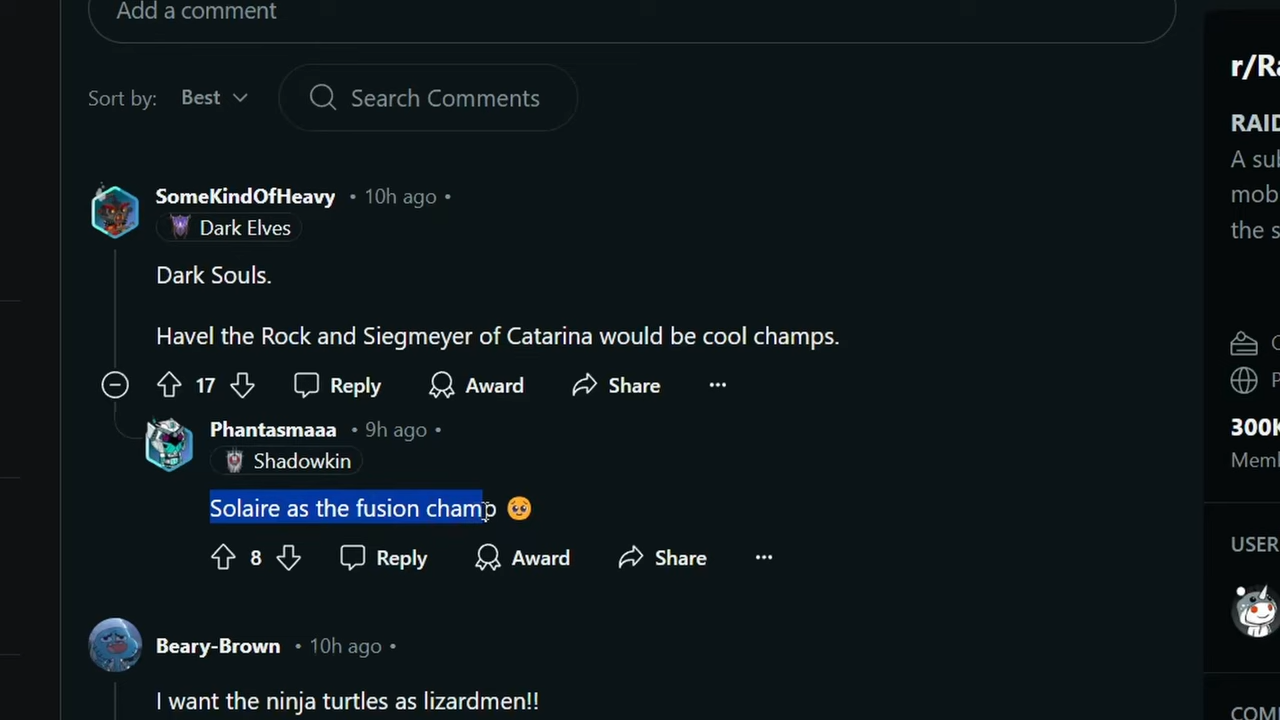 Add a comment
Sort by: Best
Search Comments
SomeKindOfHeavy • 10h ago •
Dark Elves
Dark Souls.
Havel the Rock and Siegmeyer of Catarina would be cool champs.
17 Reply Award Share ...
Phantasmaaa • 9h ago •
Shadowkin
Solaire as the fusion champ 🥺
8 Reply Award Share ...
Beary-Brown • 10h ago •
I want the ninja turtles as lizardmen!!
r/Ra
RAID
A sub
mob
the s
300K
Mem
USER
COM